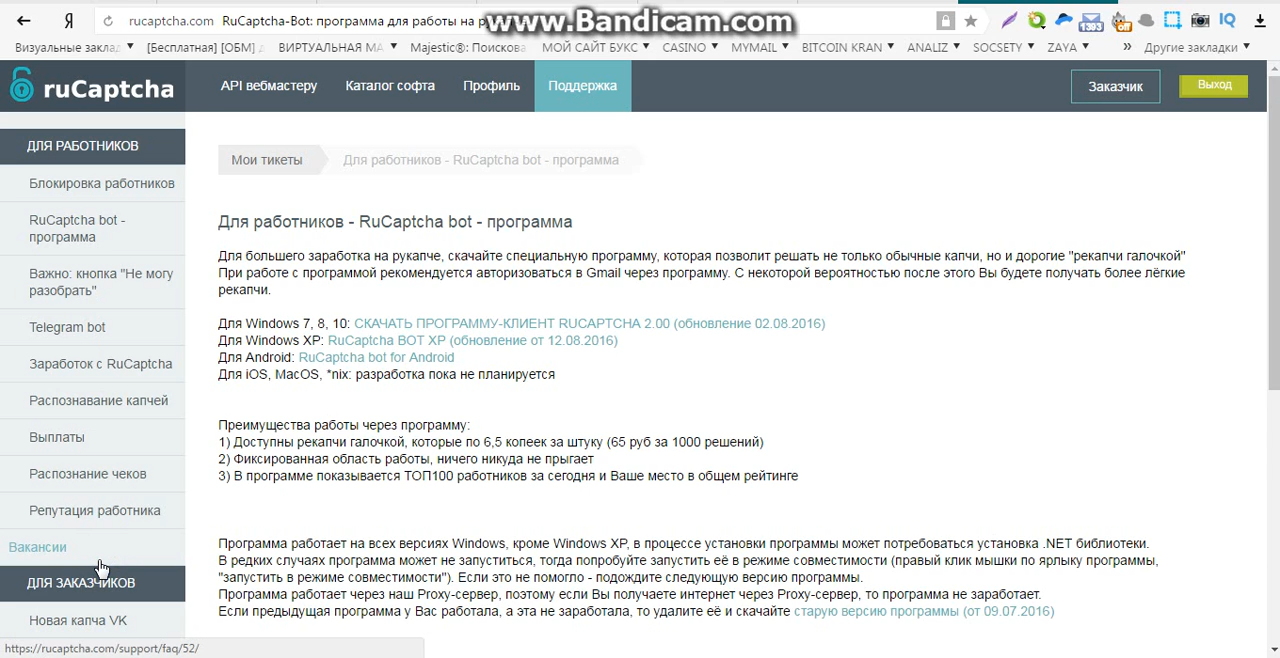 Я
rucaptcha.com RuCaptcha-Bot: программа для работы на
www.Bandicam.com
1393
off
IQ
Визуальные заклад
[Бесплатная] [ОБМ]
ВИРТУАЛЬНАЯ МА
Majestic®: Поискова
МОЙ САЙТ БУКС
CASINO
MYMAIL
BITCOIN KRAN
ANALIZ
SOCSETY
ZAYA
»
Другие закладки
ruCaptcha
API вебмастеру
Каталог софта
Профиль
Поддержка
Заказчик
Выход
ДЛЯ РАБОТНИКОВ
Блокировка работников
RuCaptcha bot -
программа
Важно: кнопка "Не могу
разобрать"
Telegram bot
Заработок с RuCaptcha
Распознавание капчей
Выплаты
Распознание чеков
Репутация работника
Вакансии
ДЛЯ ЗАКАЗЧИКОВ
Новая капча VK
https://rucaptcha.com/support/faq/52/
Мои тикеты
Для работников - RuCaptcha bot - программа
Для работников - RuCaptcha bot - программа
Для большего заработка на рукапче, скачайте специальную программу, которая позволит решать не только обычные капчи, но и дорогие "рекапчи галочкой"
При работе с программой рекомендуется авторизоваться в Gmail через программу. С некоторой вероятностью после этого Вы будете получать более лёгкие
рекапчи.
Для Windows 7, 8, 10: СКАЧАТЬ ПРОГРАММУ-КЛИЕНТ RUCAPTCHA 2.00 (обновление 02.08.2016)
Для Windows XP: RuCaptcha BOT XP (обновление от 12.08.2016)
Для Android: RuCaptcha bot for Android
Для iOS, MacOS, *nix: разработка пока не планируется
Преимущества работы через программу:
1) Доступны рекапчи галочкой, которые по 6,5 копеек за штуку (65 руб за 1000 решений)
2) Фиксированная область работы, ничего никуда не прыгает
3) В программе показывается ТОП100 работников за сегодня и Ваше место в общем рейтинге
Программа работает на всех версиях Windows, кроме Windows XP, в процессе установки программы может потребоваться установка .NET библиотеки.
В редких случаях программа может не запуститься, тогда попробуйте запустить её в режиме совместимости (правый клик мышки по ярлыку программы,
"запустить в режиме совместимости"). Если это не помогло - подождите следующую версию программы.
Программа работает через наш Proxy-сервер, поэтому если Вы получаете интернет через Proxy-сервер, то программа не заработает.
Если предыдущая программа у Вас работала, а эта не заработала, то удалите её и скачайте старую версию программы (от 09.07.2016)